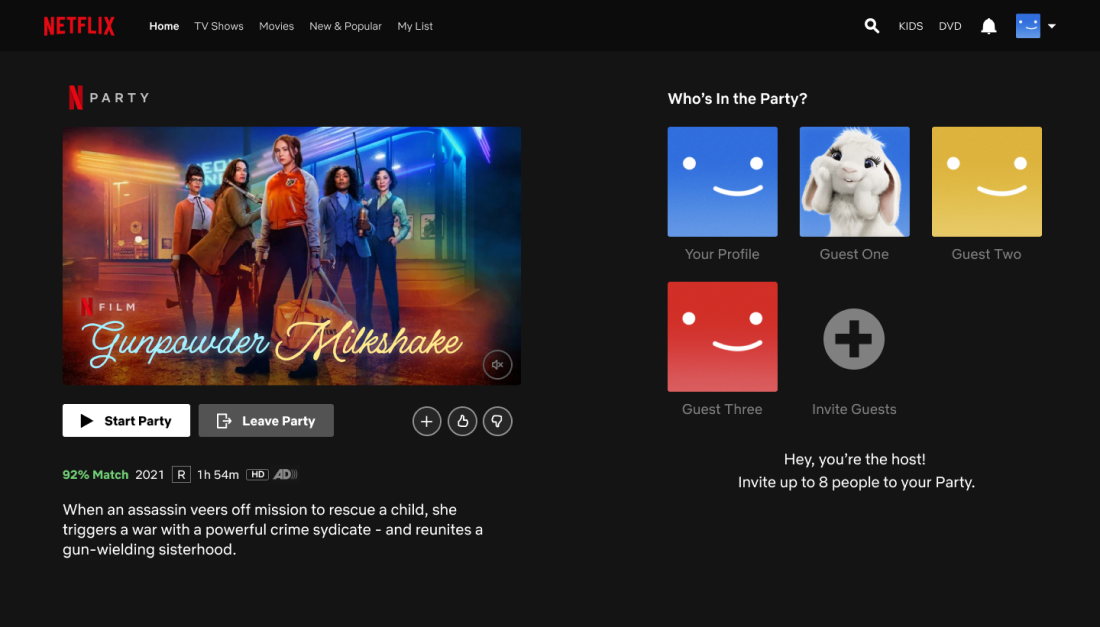 NETFLIX
Home TV Shows Movies New & Popular My List
KIDS DVD
N PARTY
N FILM
Gunpowder Milkshake
Start Party
Leave Party
92% Match 2021 R 1h 54m HD AD
When an assassin veers off mission to rescue a child, she
triggers a war with a powerful crime sydicate - and reunites a
gun-wielding sisterhood.
Who's In the Party?
Your Profile
Guest One
Guest Two
Guest Three
Invite Guests
Hey, you're the host!
Invite up to 8 people to your Party.